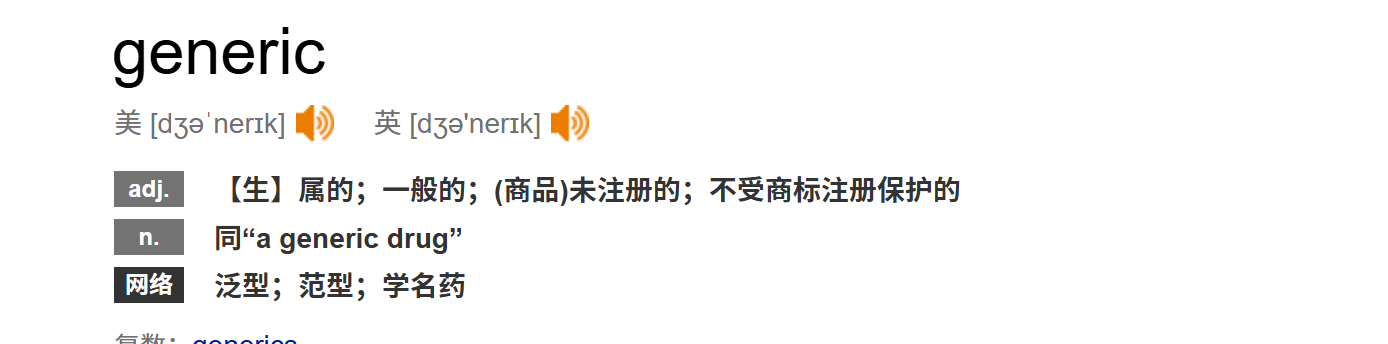 generic
美 [dʒəˈnerɪk] 英 [dʒə'nerɪk]
adj. 【生】属的；一般的；(商品)未注册的；不受商标注册保护的
n. 同“a generic drug”
网络 泛型；范型；学名药
复数：generics